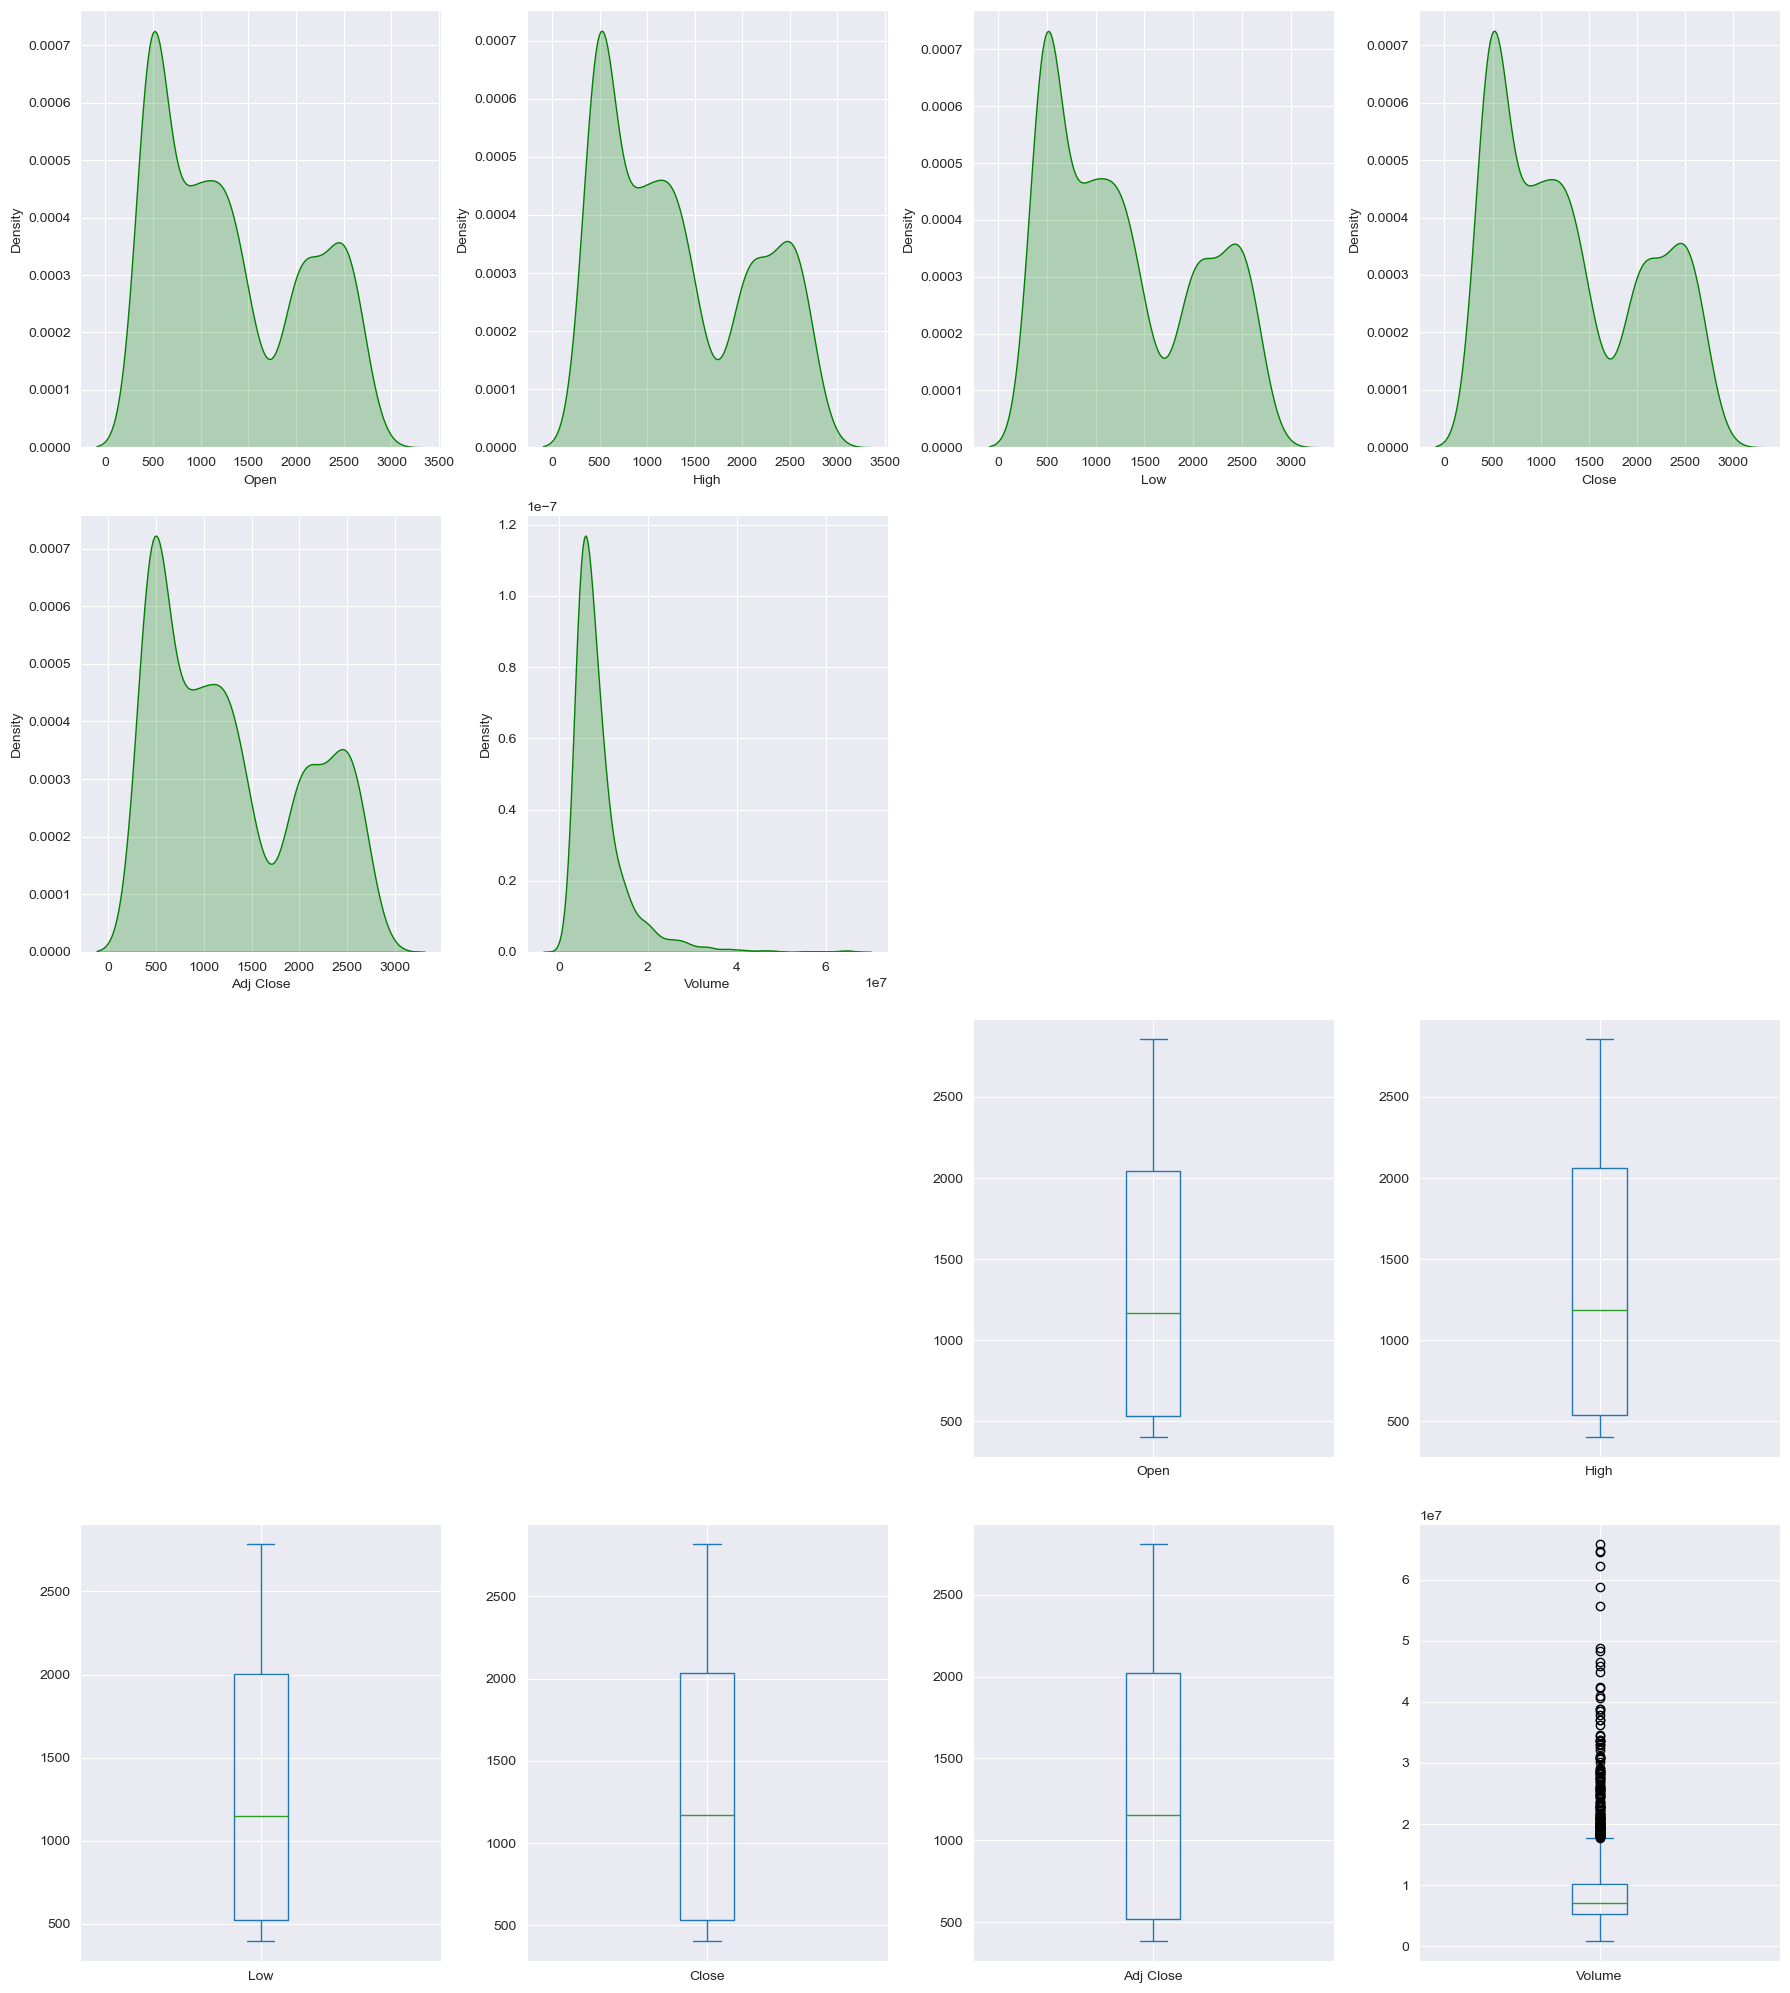 0.0007
0.0006
0.0005
0.0004
0.0003
0.0002
0.0001
0.0000
Density
0 500 1000 1500 2000 2500 3000 3500
Open
0.0007
0.0006
0.0005
0.0004
0.0003
0.0002
0.0001
0.0000
Density
0 500 1000 1500 2000 2500 3000 3500
High
0.0007
0.0006
0.0005
0.0004
0.0003
0.0002
0.0001
0.0000
Density
0 500 1000 1500 2000 2500 3000
Low
0.0007
0.0006
0.0005
0.0004
0.0003
0.0002
0.0001
0.0000
Density
0 500 1000 1500 2000 2500 3000
Close
0.0007
0.0006
0.0005
0.0004
0.0003
0.0002
0.0001
0.0000
Density
0 500 1000 1500 2000 2500 3000
Adj Close
1e−7
1.2
1.0
0.8
0.6
0.4
0.2
0.0
Density
0 2 4 6
Volume
1e7
2500
2000
1500
1000
500
Open
2500
2000
1500
1000
500
High
2500
2000
1500
1000
500
Low
2500
2000
1500
1000
500
Close
2500
2000
1500
1000
500
Adj Close
1e7
6
5
4
3
2
1
0
Volume